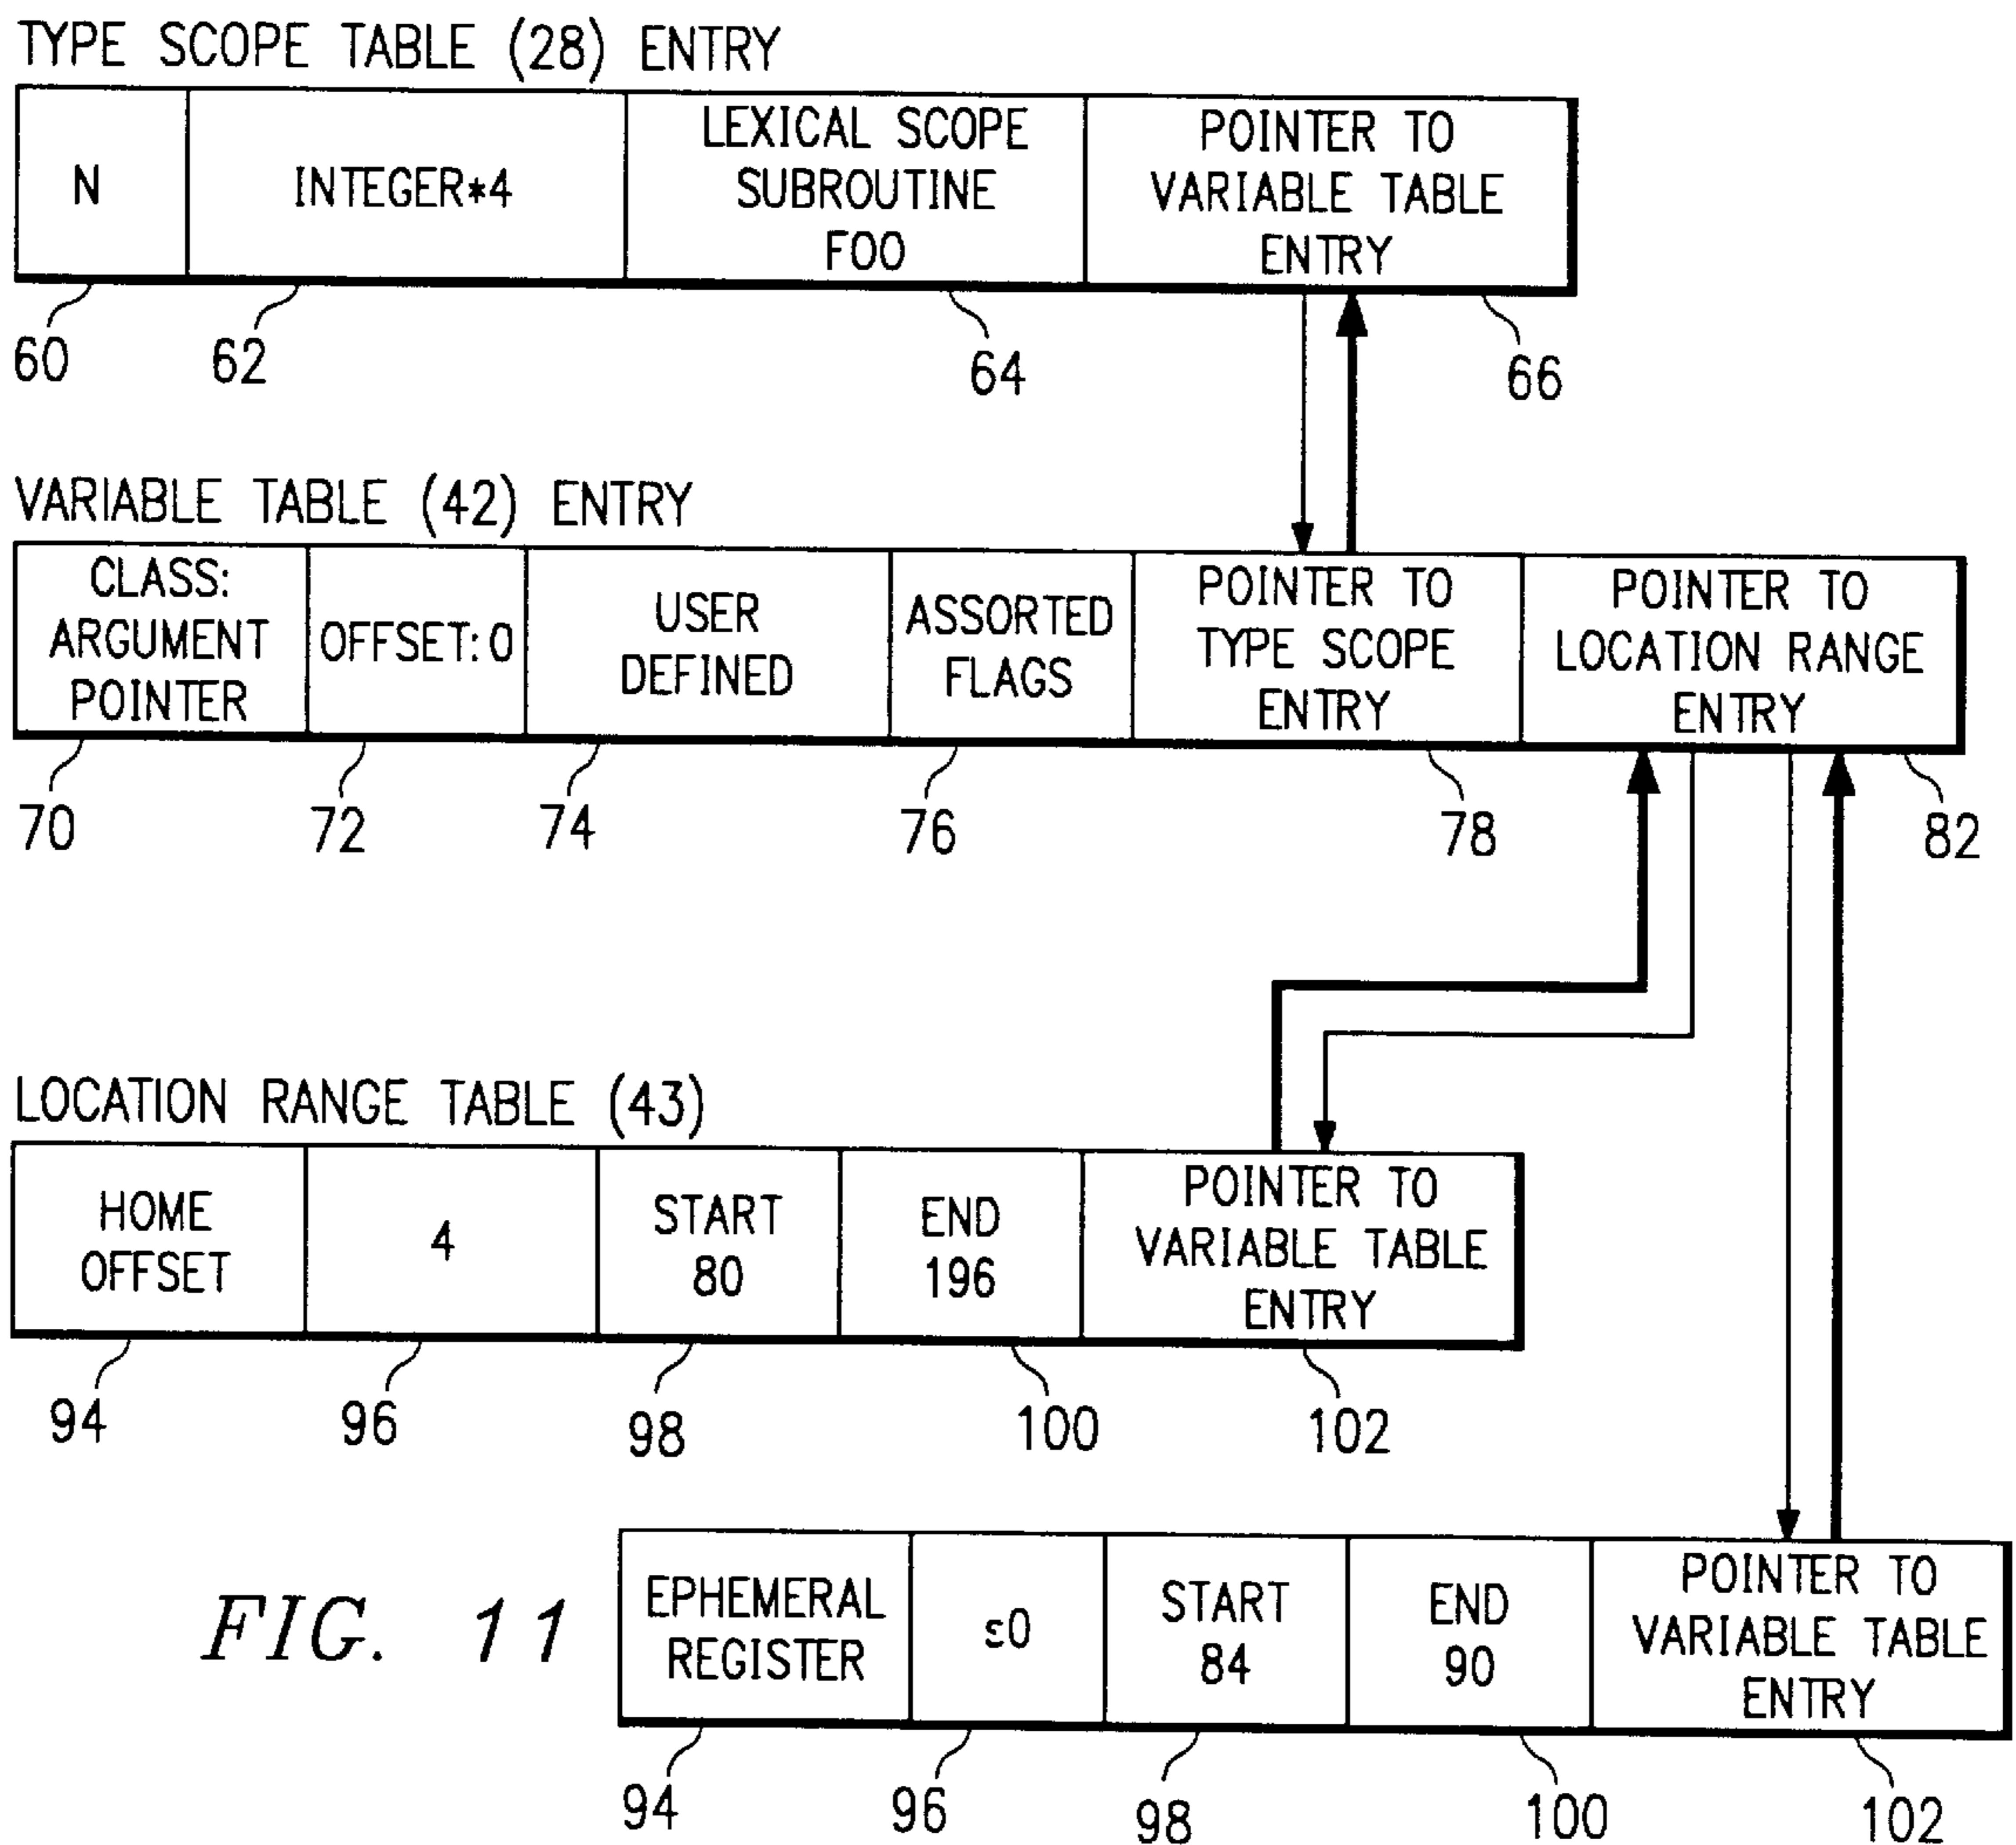 TYPE SCOPE TABLE (28) ENTRY
N
INTEGER*4
LEXICAL SCOPE
SUBROUTINE
FOO
POINTER TO
VARIABLE TABLE
ENTRY
60
62
64
66
VARIABLE TABLE (42) ENTRY
CLASS:
ARGUMENT
POINTER
OFFSET: 0
USER
DEFINED
ASSORTED
FLAGS
POINTER TO
TYPE SCOPE
ENTRY
POINTER TO
LOCATION RANGE
ENTRY
70
72
74
76
78
82
LOCATION RANGE TABLE (43)
HOME
OFFSET
4
START
80
END
196
POINTER TO
VARIABLE TABLE
ENTRY
94
96
98
100
102
EPHEMERAL
REGISTER
s0
START
84
END
90
POINTER TO
VARIABLE TABLE
ENTRY
94
96
98
100
102
FIG. 11